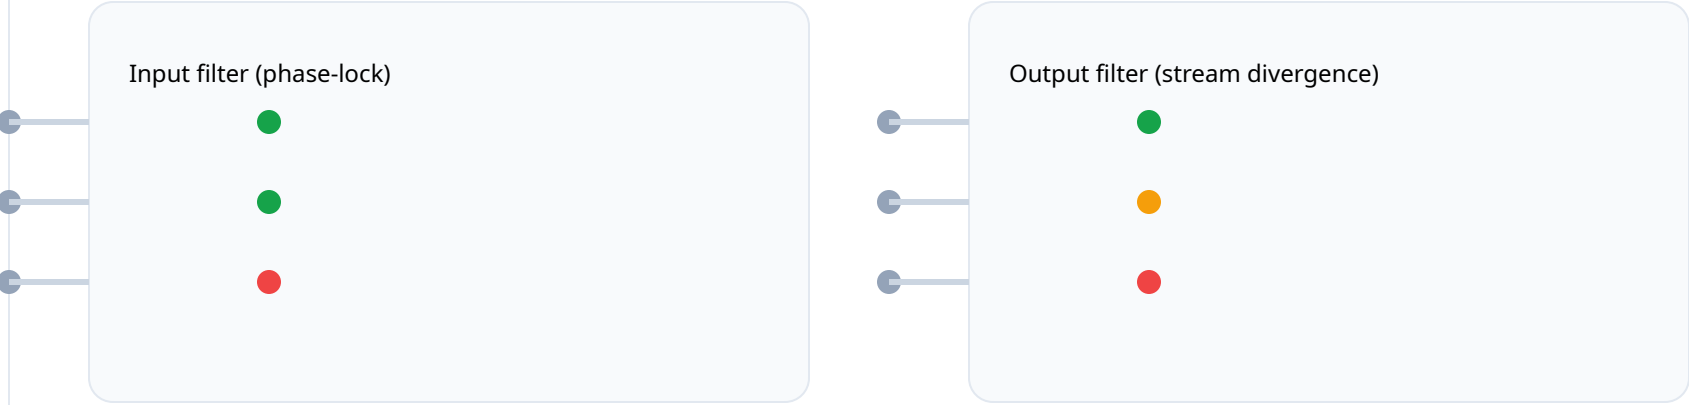 Input filter (phase-lock)
Output filter (stream divergence)